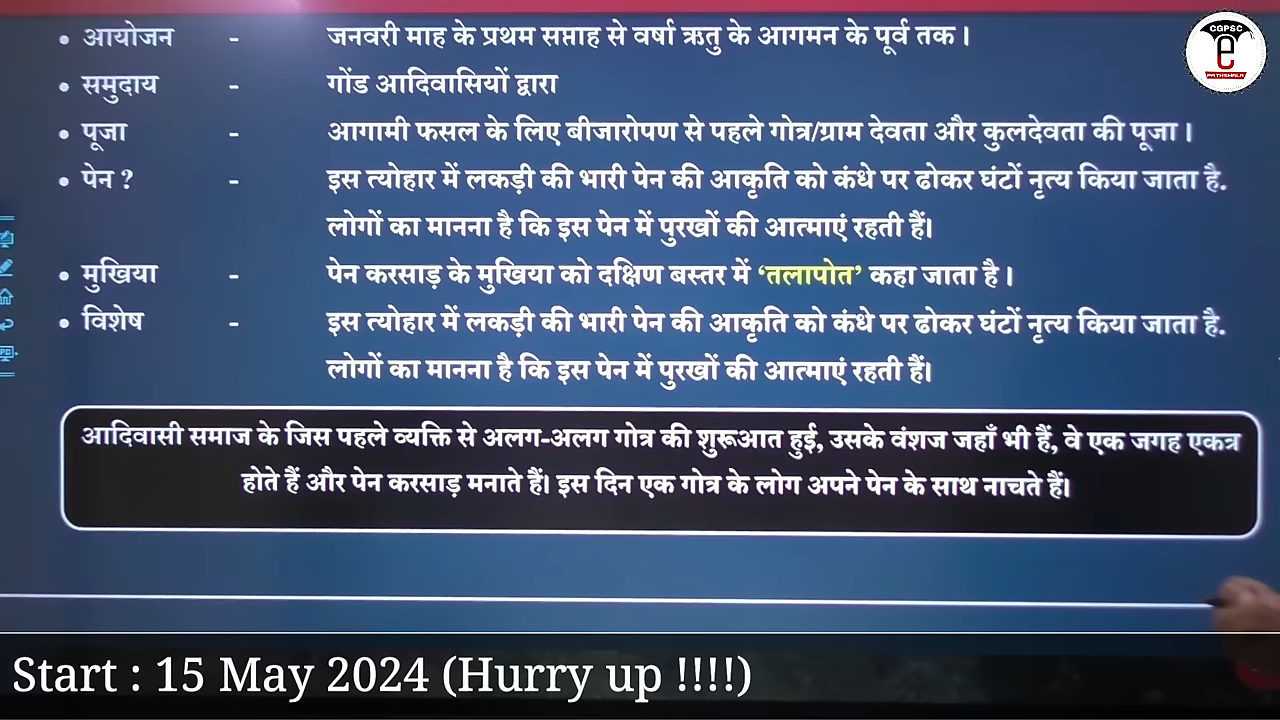 CGPSC
e
PATHSHALA
• आयोजन - जनवरी माह के प्रथम सप्ताह से वर्षा ऋतु के आगमन के पूर्व तक।
• समुदाय - गोंड आदिवासियों द्वारा
• पूजा - आगामी फसल के लिए बीजारोपण से पहले गोत्र/ग्राम देवता और कुलदेवता की पूजा।
• पेन ? - इस त्योहार में लकड़ी की भारी पेन की आकृति को कंधे पर ढोकर घंटों नृत्य किया जाता है.
लोगों का मानना है कि इस पेन में पुरखों की आत्माएं रहती हैं।
• मुखिया - पेन करसाड़ के मुखिया को दक्षिण बस्तर में ‘तलापोत’ कहा जाता है।
• विशेष - इस त्योहार में लकड़ी की भारी पेन की आकृति को कंधे पर ढोकर घंटों नृत्य किया जाता है.
लोगों का मानना है कि इस पेन में पुरखों की आत्माएं रहती हैं।
आदिवासी समाज के जिस पहले व्यक्ति से अलग-अलग गोत्र की शुरूआत हुई, उसके वंशज जहाँ भी हैं, वे एक जगह एकत्र
होते हैं और पेन करसाड़ मनाते हैं। इस दिन एक गोत्र के लोग अपने पेन के साथ नाचते हैं।
Start : 15 May 2024 (Hurry up !!!!)